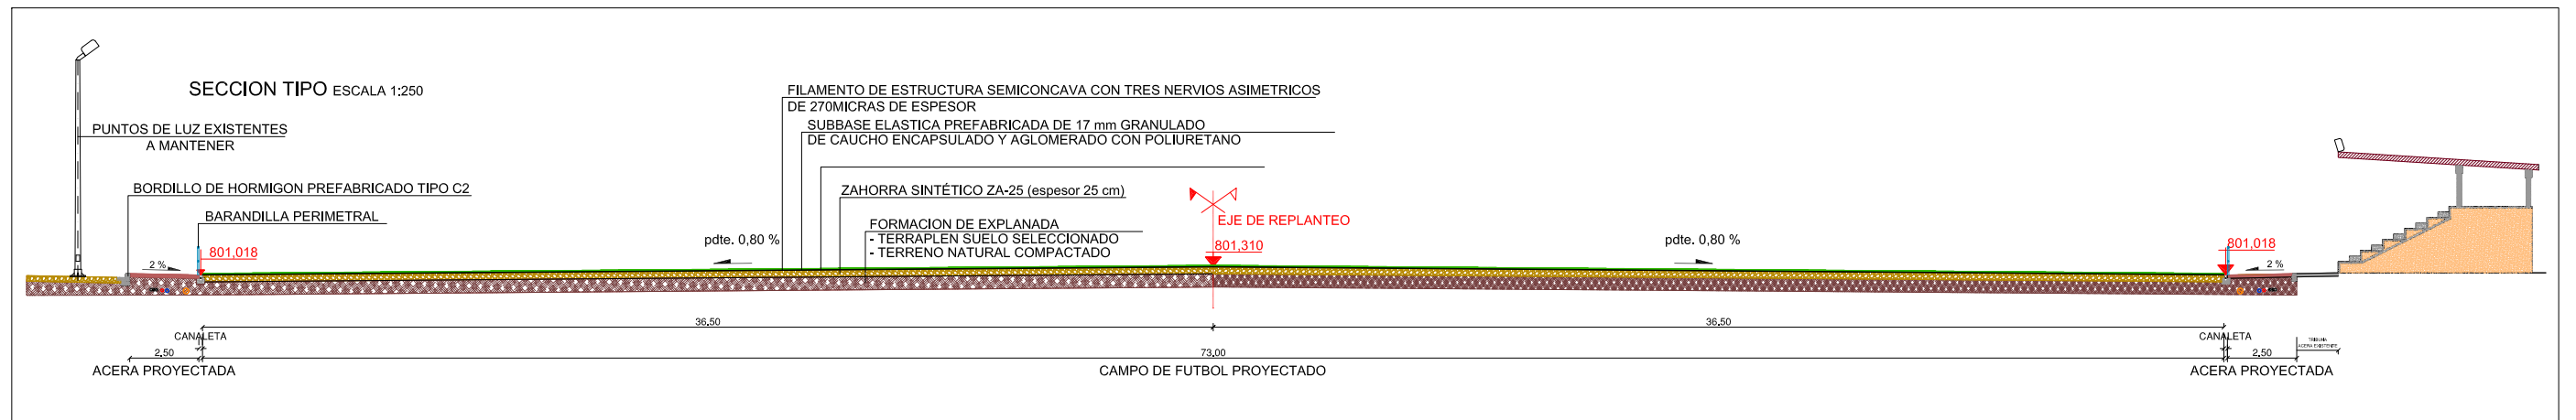 SECCION TIPO ESCALA 1:250
PUNTOS DE LUZ EXISTENTES
A MANTENER
BORDILLO DE HORMIGON PREFABRICADO TIPO C2
BARANDILLA PERIMETRAL
801,018
2 %
FILAMENTO DE ESTRUCTURA SEMICONCAVA CON TRES NERVIOS ASIMETRICOS
DE 270MICRAS DE ESPESOR
SUBBASE ELASTICA PREFABRICADA DE 17 mm GRANULADO
DE CAUCHO ENCAPSULADO Y AGLOMERADO CON POLIURETANO
ZAHORRA SINTÉTICO ZA-25 (espesor 25 cm)
FORMACION DE EXPLANADA
- TERRAPLEN SUELO SELECCIONADO
- TERRENO NATURAL COMPACTADO
pdte. 0,80 %
EJE DE REPLANTEO
801,310
pdte. 0,80 %
801,018
2 %
36.50
36.50
CANALETA
CANALETA
2.50
73.00
2.50
TRIBUNA
ACERA EXISTENTE
ACERA PROYECTADA
CAMPO DE FUTBOL PROYECTADO
ACERA PROYECTADA